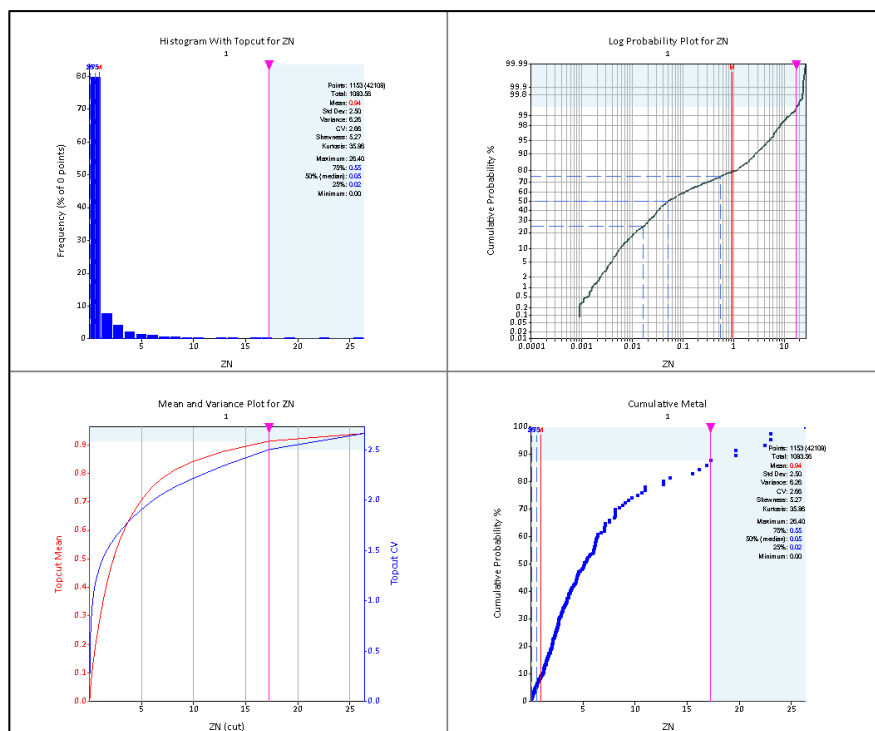 Histogram With Topcut for ZN
1
Frequency (% of 0 points)
80
70
60
50
40
30
20
10
0
5
10
15
20
25
ZN
Points: 1153 (42108)
Total: 1083.56
Mean: 0.94
Std Dev: 2.50
Variance: 6.26
CV: 2.66
Skewness: 5.27
Kurtosis: 35.86
Maximum: 26.40
75%: 0.55
50% (median): 0.05
25%: 0.02
Minimum: 0.00
Log Probability Plot for ZN
1
M
Cumulative Probability %
99.99
99.9
99.8
99
98
95
90
80
70
60
50
40
30
20
10
5
2
1
0.5
0.2
0.1
0.05
0.02
0.01
0.0001
0.001
0.01
0.1
1
10
ZN
Mean and Variance Plot for ZN
1
Topcut Mean
0.9
0.8
0.7
0.6
0.5
0.4
0.3
0.2
0.1
0.0
5
10
15
20
25
ZN (cut)
Topcut CV
2.5
2.0
1.5
1.0
0.5
0.0
Cumulative Metal
1
Cumulative Probability %
100
90
80
70
60
50
40
30
20
10
0
5
10
15
20
25
ZN
Points: 1153 (42108)
Total: 1083.56
Mean: 0.94
Std Dev: 2.50
Variance: 6.26
CV: 2.66
Skewness: 5.27
Kurtosis: 35.86
Maximum: 26.40
75%: 0.55
50% (median): 0.05
25%: 0.02
Minimum: 0.00